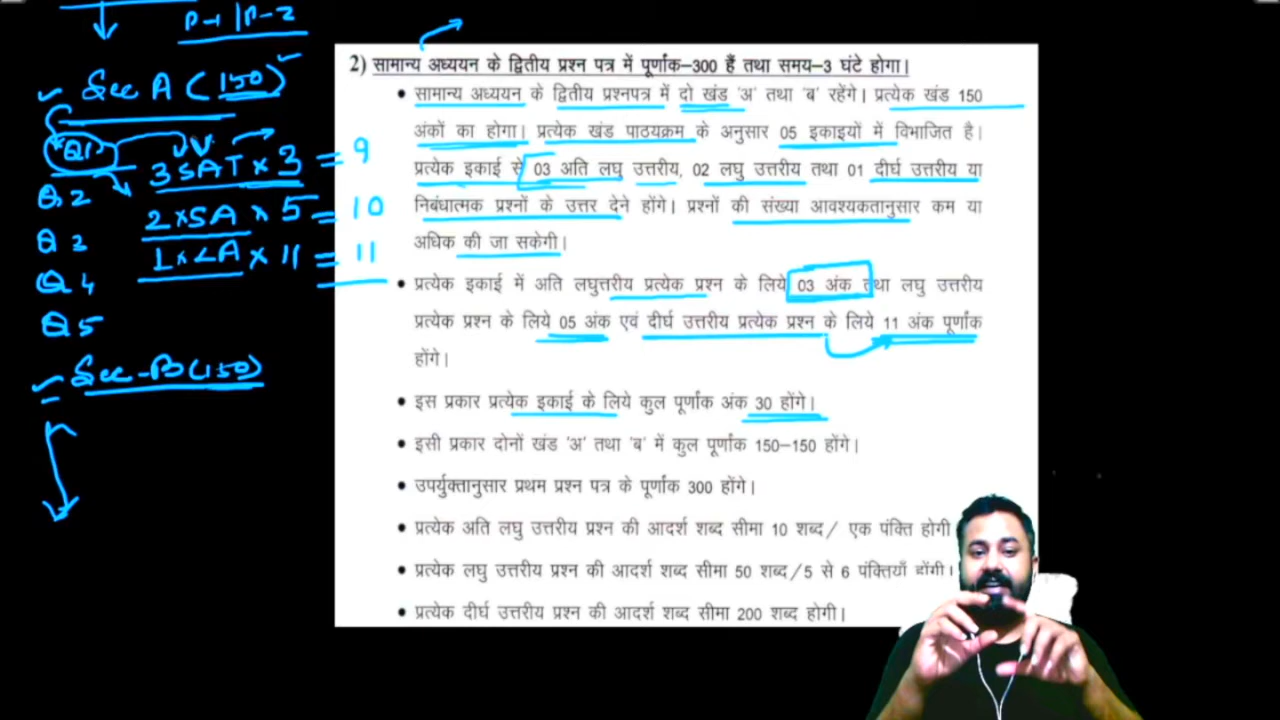 P-1 | P-2
Sec A (150)
Q1
3 SAT × 3 = 9
Q2
2 × SA × 5 = 10
Q3
1 × LA × 11 = 11
Q4
Q5
Sec-B (150)
2) सामान्य अध्ययन के द्वितीय प्रश्न पत्र में पूर्णांक–300 हैं तथा समय–3 घंटे होगा।
• सामान्य अध्ययन के द्वितीय प्रश्नपत्र में दो खंड 'अ' तथा 'ब' रहेंगे। प्रत्येक खंड 150
अंकों का होगा। प्रत्येक खंड पाठयक्रम के अनुसार 05 इकाइयों में विभाजित है।
प्रत्येक इकाई से 03 अति लघु उत्तरीय, 02 लघु उत्तरीय तथा 01 दीर्घ उत्तरीय या
निबंधात्मक प्रश्नों के उत्तर देने होंगे। प्रश्नों की संख्या आवश्यकतानुसार कम या
अधिक की जा सकेगी।
• प्रत्येक इकाई में अति लघुत्तरीय प्रत्येक प्रश्न के लिये 03 अंक तथा लघु उत्तरीय
प्रत्येक प्रश्न के लिये 05 अंक एवं दीर्घ उत्तरीय प्रत्येक प्रश्न के लिये 11 अंक पूर्णांक
होंगे।
• इस प्रकार प्रत्येक इकाई के लिये कुल पूर्णांक अंक 30 होंगे।
• इसी प्रकार दोनों खंड 'अ' तथा 'ब' में कुल पूर्णांक 150–150 होंगे।
• उपर्युक्तानुसार प्रथम प्रश्न पत्र के पूर्णांक 300 होंगे।
• प्रत्येक अति लघु उत्तरीय प्रश्न की आदर्श शब्द सीमा 10 शब्द/ एक पंक्ति होगी
• प्रत्येक लघु उत्तरीय प्रश्न की आदर्श शब्द सीमा 50 शब्द/5 से 6 पंक्तियाँ होंगी।
• प्रत्येक दीर्घ उत्तरीय प्रश्न की आदर्श शब्द सीमा 200 शब्द होगी।